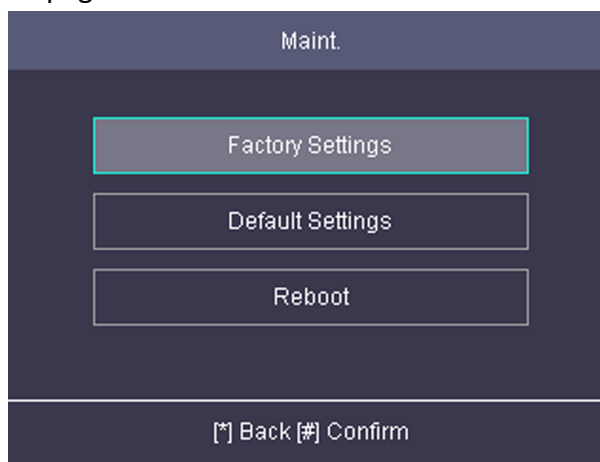 Maint.
Factory Settings
Default Settings
Reboot
[*] Back [#] Confirm